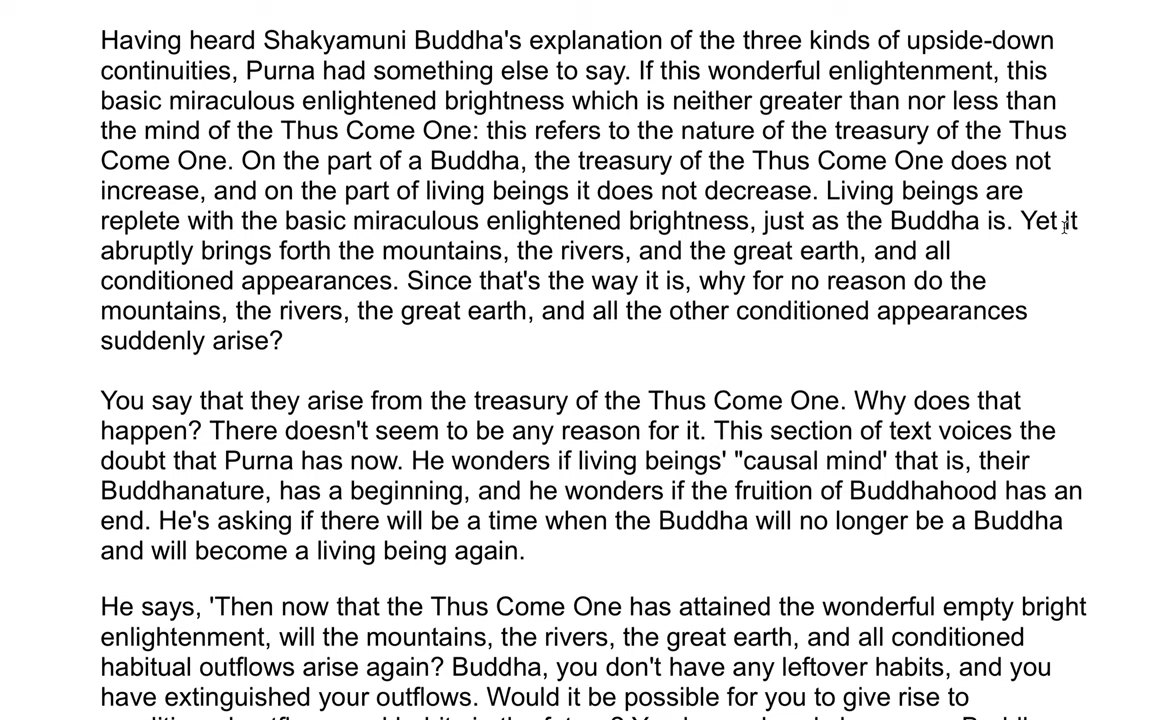 Having heard Shakyamuni Buddha's explanation of the three kinds of upside-down
continuities, Purna had something else to say. If this wonderful enlightenment, this
basic miraculous enlightened brightness which is neither greater than nor less than
the mind of the Thus Come One: this refers to the nature of the treasury of the Thus
Come One. On the part of a Buddha, the treasury of the Thus Come One does not
increase, and on the part of living beings it does not decrease. Living beings are
replete with the basic miraculous enlightened brightness, just as the Buddha is. Yet it
abruptly brings forth the mountains, the rivers, and the great earth, and all
conditioned appearances. Since that's the way it is, why for no reason do the
mountains, the rivers, the great earth, and all the other conditioned appearances
suddenly arise?
You say that they arise from the treasury of the Thus Come One. Why does that
happen? There doesn't seem to be any reason for it. This section of text voices the
doubt that Purna has now. He wonders if living beings' "causal mind' that is, their
Buddhanature, has a beginning, and he wonders if the fruition of Buddhahood has an
end. He's asking if there will be a time when the Buddha will no longer be a Buddha
and will become a living being again.
He says, 'Then now that the Thus Come One has attained the wonderful empty bright
enlightenment, will the mountains, the rivers, the great earth, and all conditioned
habitual outflows arise again? Buddha, you don't have any leftover habits, and you
have extinguished your outflows. Would it be possible for you to give rise to